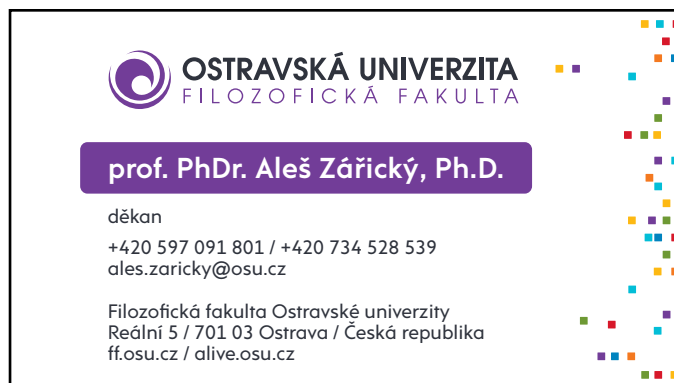 OSTRAVSKÁ UNIVERZITA
FILOZOFICKÁ FAKULTA
prof. PhDr. Aleš Zářický, Ph.D.
děkan
+420 597 091 801 / +420 734 528 539
ales.zaricky@osu.cz
Filozofická fakulta Ostravské univerzity
Reální 5 / 701 03 Ostrava / Česká republika
ff.osu.cz / alive.osu.cz